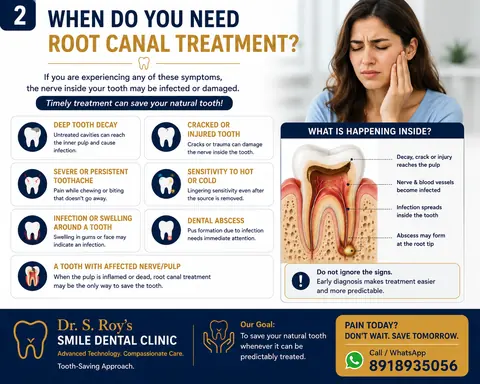 2
WHEN DO YOU NEED
ROOT CANAL TREATMENT?
If you are experiencing any of these symptoms,
the nerve inside your tooth may be infected or damaged.
Timely treatment can save your natural tooth!
DEEP TOOTH DECAY
Untreated cavities can reach
the inner pulp and cause
infection.
CRACKED OR
INJURED TOOTH
Cracks or trauma can damage
the nerve inside the tooth.
SEVERE OR PERSISTENT
TOOTHACHE
Pain while chewing or biting
that doesn't go away.
SENSITIVITY TO HOT
OR COLD
Lingering sensitivity even after
the source is removed.
INFECTION OR SWELLING
AROUND A TOOTH
Swelling in gums or face may
indicate an infection.
DENTAL ABSCESS
Pus formation due to infection
needs immediate attention.
A TOOTH WITH AFFECTED NERVE/PULP
When the pulp is inflamed or dead, root canal treatment
may be the only way to save the tooth.
WHAT IS HAPPENING INSIDE?
Decay, crack or injury
reaches the pulp
Nerve & blood vessels
become infected
Infection spreads
inside the tooth
Abscess may form
at the root tip
Do not ignore the signs.
Early diagnosis makes treatment easier
and more predictable.
Dr. S. Roy's
SMILE DENTAL CLINIC
Advanced Technology. Compassionate Care.
Tooth-Saving Approach.
Our Goal:
To save your natural tooth
whenever it can be
predictably treated.
PAIN TODAY?
DON'T WAIT. SAVE TOMORROW.
Call / WhatsApp
8918935056